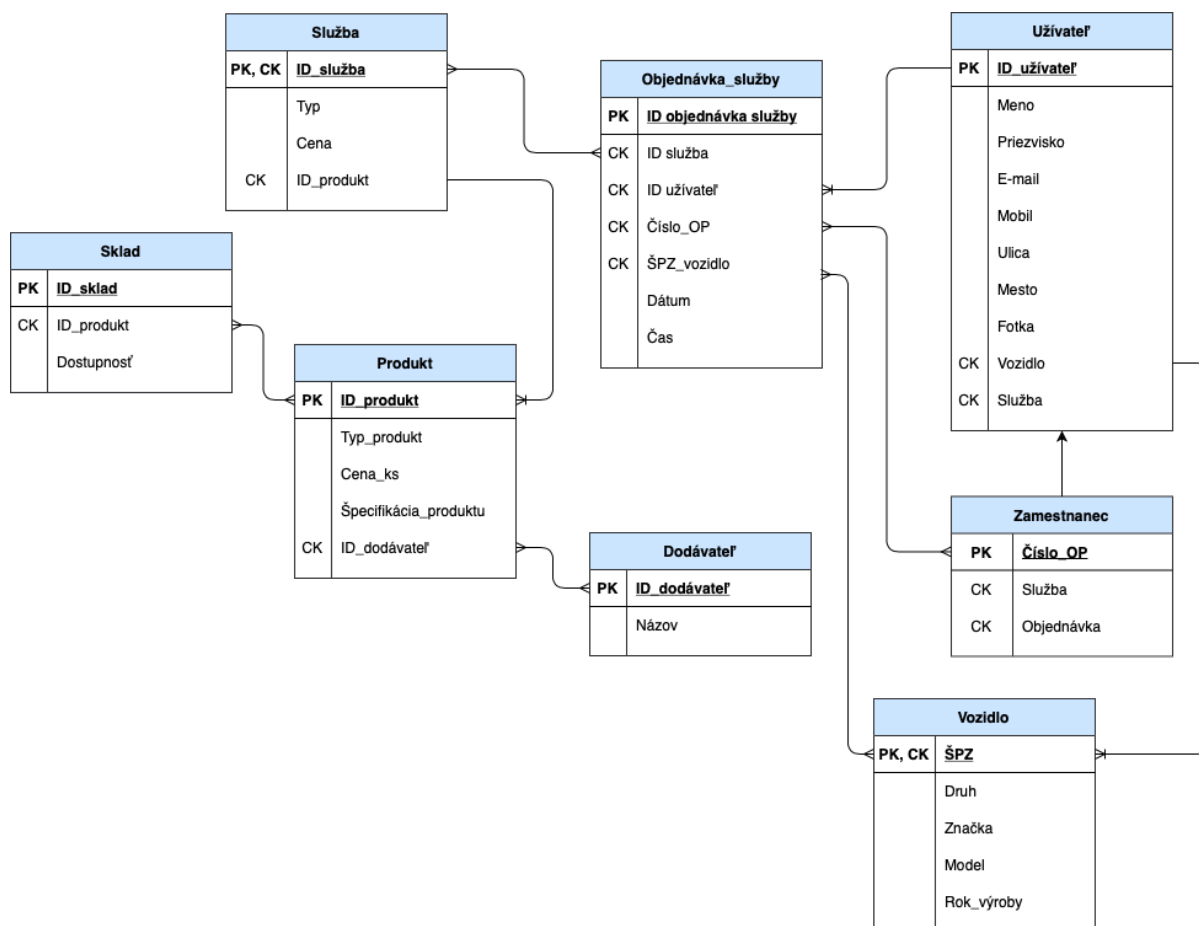 Služba
PK, CK ID_služba
Typ
Cena
CK ID_produkt
Objednávka_služby
PK ID objednávka služby
CK ID služba
CK ID užívateľ
CK Číslo_OP
CK ŠPZ_vozidlo
Dátum
Čas
Užívateľ
PK ID_užívateľ
Meno
Priezvisko
E-mail
Mobil
Ulica
Mesto
Fotka
CK Vozidlo
CK Služba
Sklad
PK ID_sklad
CK ID_produkt
Dostupnosť
Produkt
PK ID_produkt
Typ_produkt
Cena_ks
Špecifikácia_produktu
CK ID_dodávateľ
Dodávateľ
PK ID_dodávateľ
Názov
Zamestnanec
PK Číslo_OP
CK Služba
CK Objednávka
Vozidlo
PK, CK ŠPZ
Druh
Značka
Model
Rok_výroby